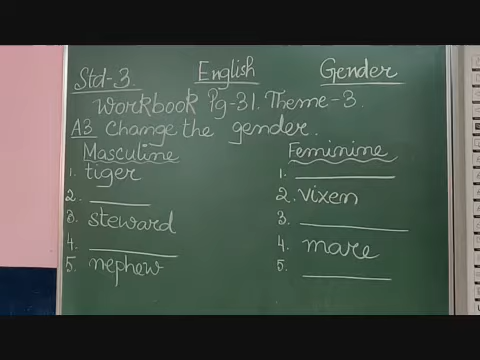 Std-3 English Gender
Workbook Pg-31. Theme-3.
A3 Change the gender.
Masculine Feminine
1. tiger 1. ________
2. ________ 2. vixen
3. steward 3. ________
4. ________ 4. mare
5. nephew 5. ________